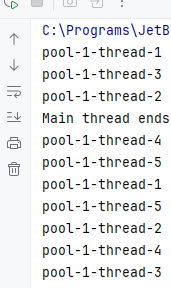 C:\Programs\JetB
pool-1-thread-1
pool-1-thread-3
pool-1-thread-2
Main thread ends
pool-1-thread-4
pool-1-thread-5
pool-1-thread-1
pool-1-thread-5
pool-1-thread-2
pool-1-thread-4
pool-1-thread-3